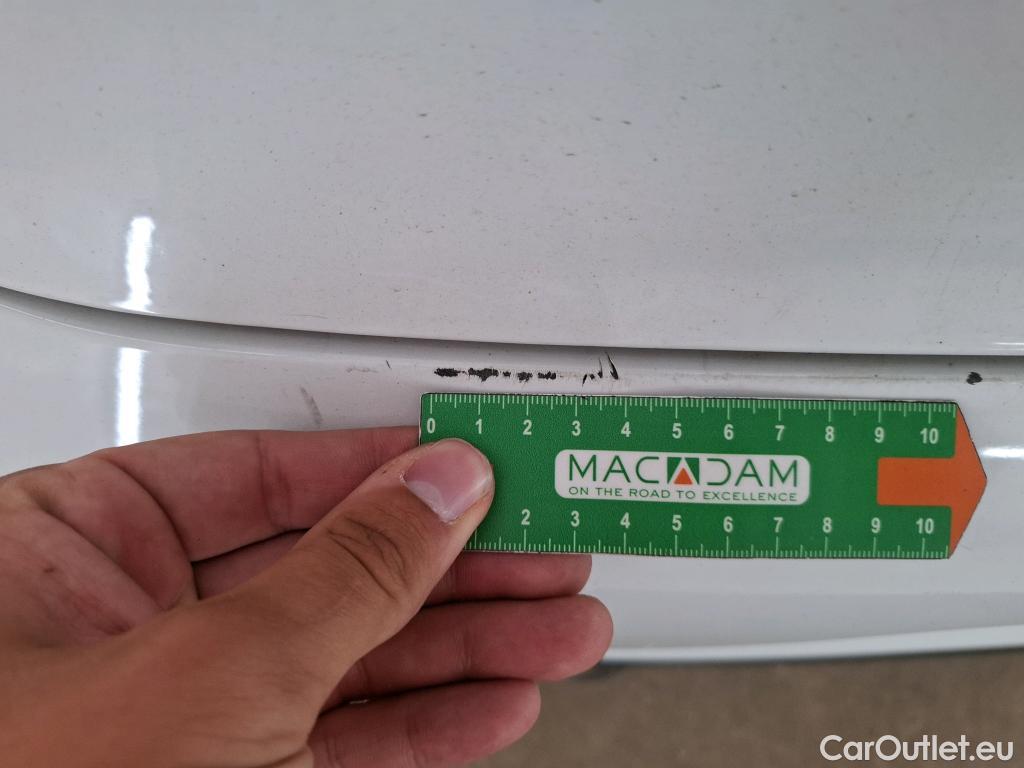 0 1 2 3 4 5 6 7 8 9 10
MACADAM
ON THE ROAD TO EXCELLENCE
2 3 4 5 6 7 8 9 10
CarOutlet.eu